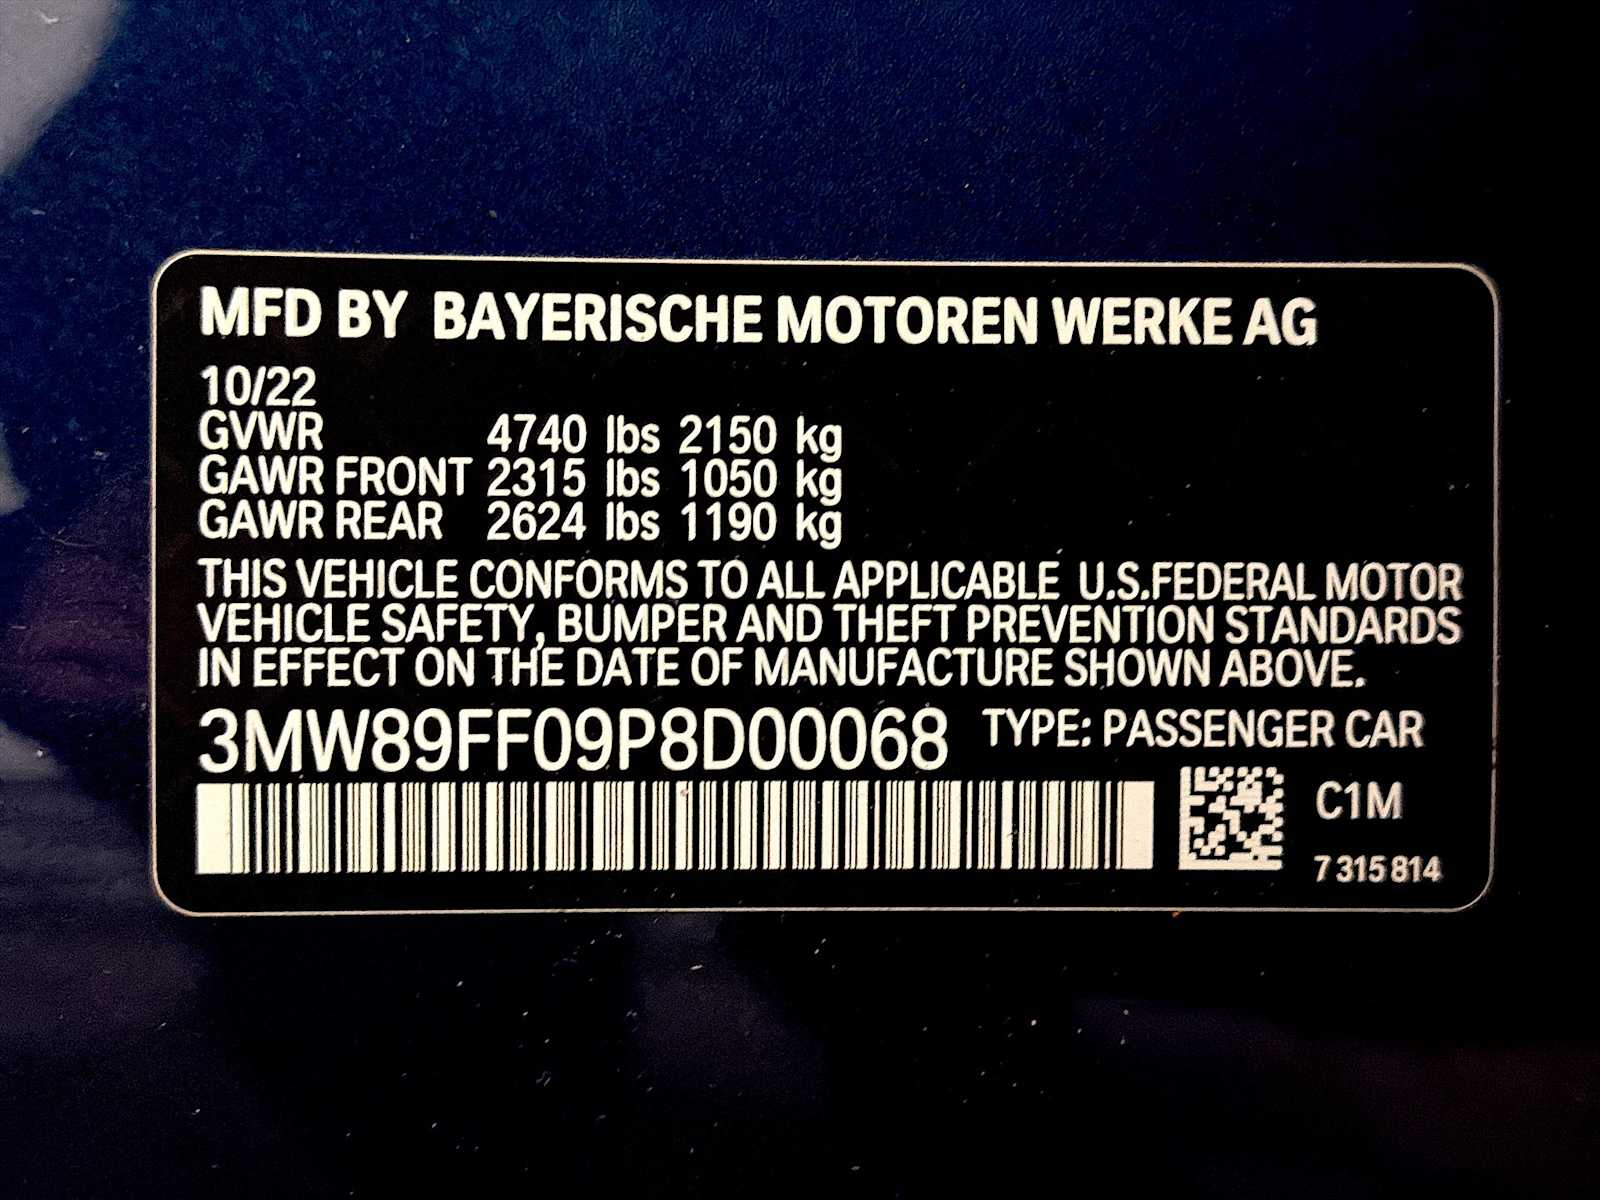 MFD BY BAYERISCHE MOTOREN WERKE AG
10/22
GVWR 4740 lbs 2150 kg
GAWR FRONT 2315 lbs 1050 kg
GAWR REAR 2624 lbs 1190 kg
THIS VEHICLE CONFORMS TO ALL APPLICABLE U.S.FEDERAL MOTOR
VEHICLE SAFETY, BUMPER AND THEFT PREVENTION STANDARDS
IN EFFECT ON THE DATE OF MANUFACTURE SHOWN ABOVE.
3MW89FF09P8D00068 TYPE: PASSENGER CAR
C1M
7 315 814